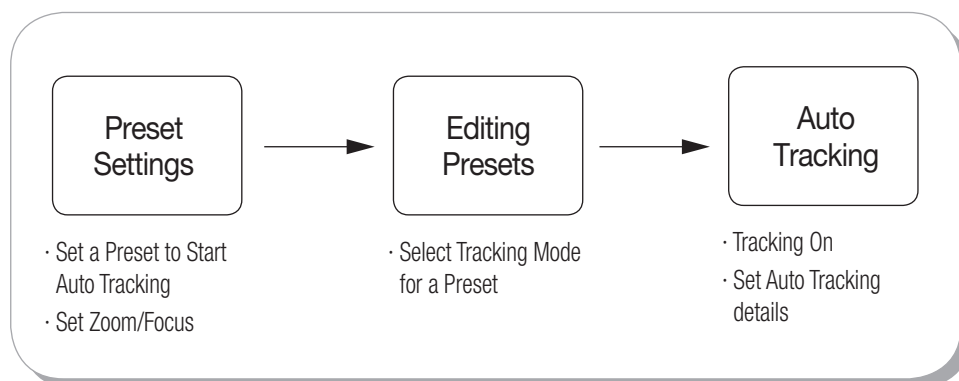 Preset
Settings
· Set a Preset to Start
Auto Tracking
· Set Zoom/Focus
Editing
Presets
· Select Tracking Mode
for a Preset
Auto
Tracking
· Tracking On
· Set Auto Tracking
details